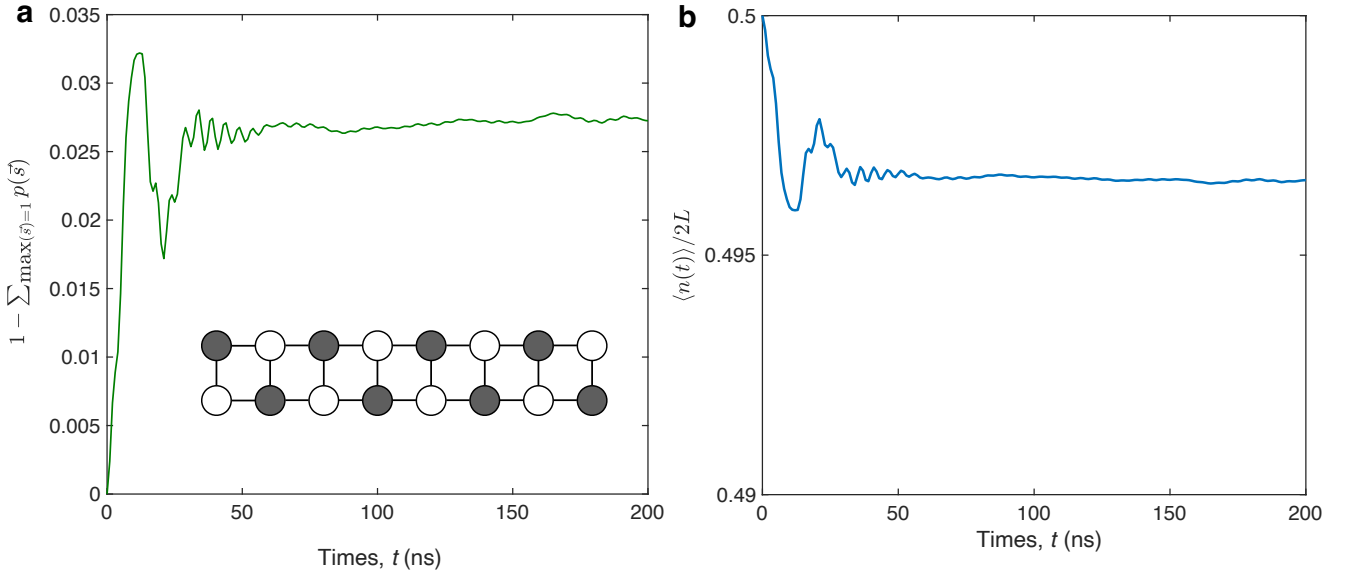 a
0.035
0.03
0.025
0.02
0.015
0.01
0.005
0
1 − ∑max(s⃗)=1 p(s⃗)
0 50 100 150 200
Times, t (ns)
b
0.5
0.495
0.49
⟨n(t)⟩/2L
0 50 100 150 200
Times, t (ns)